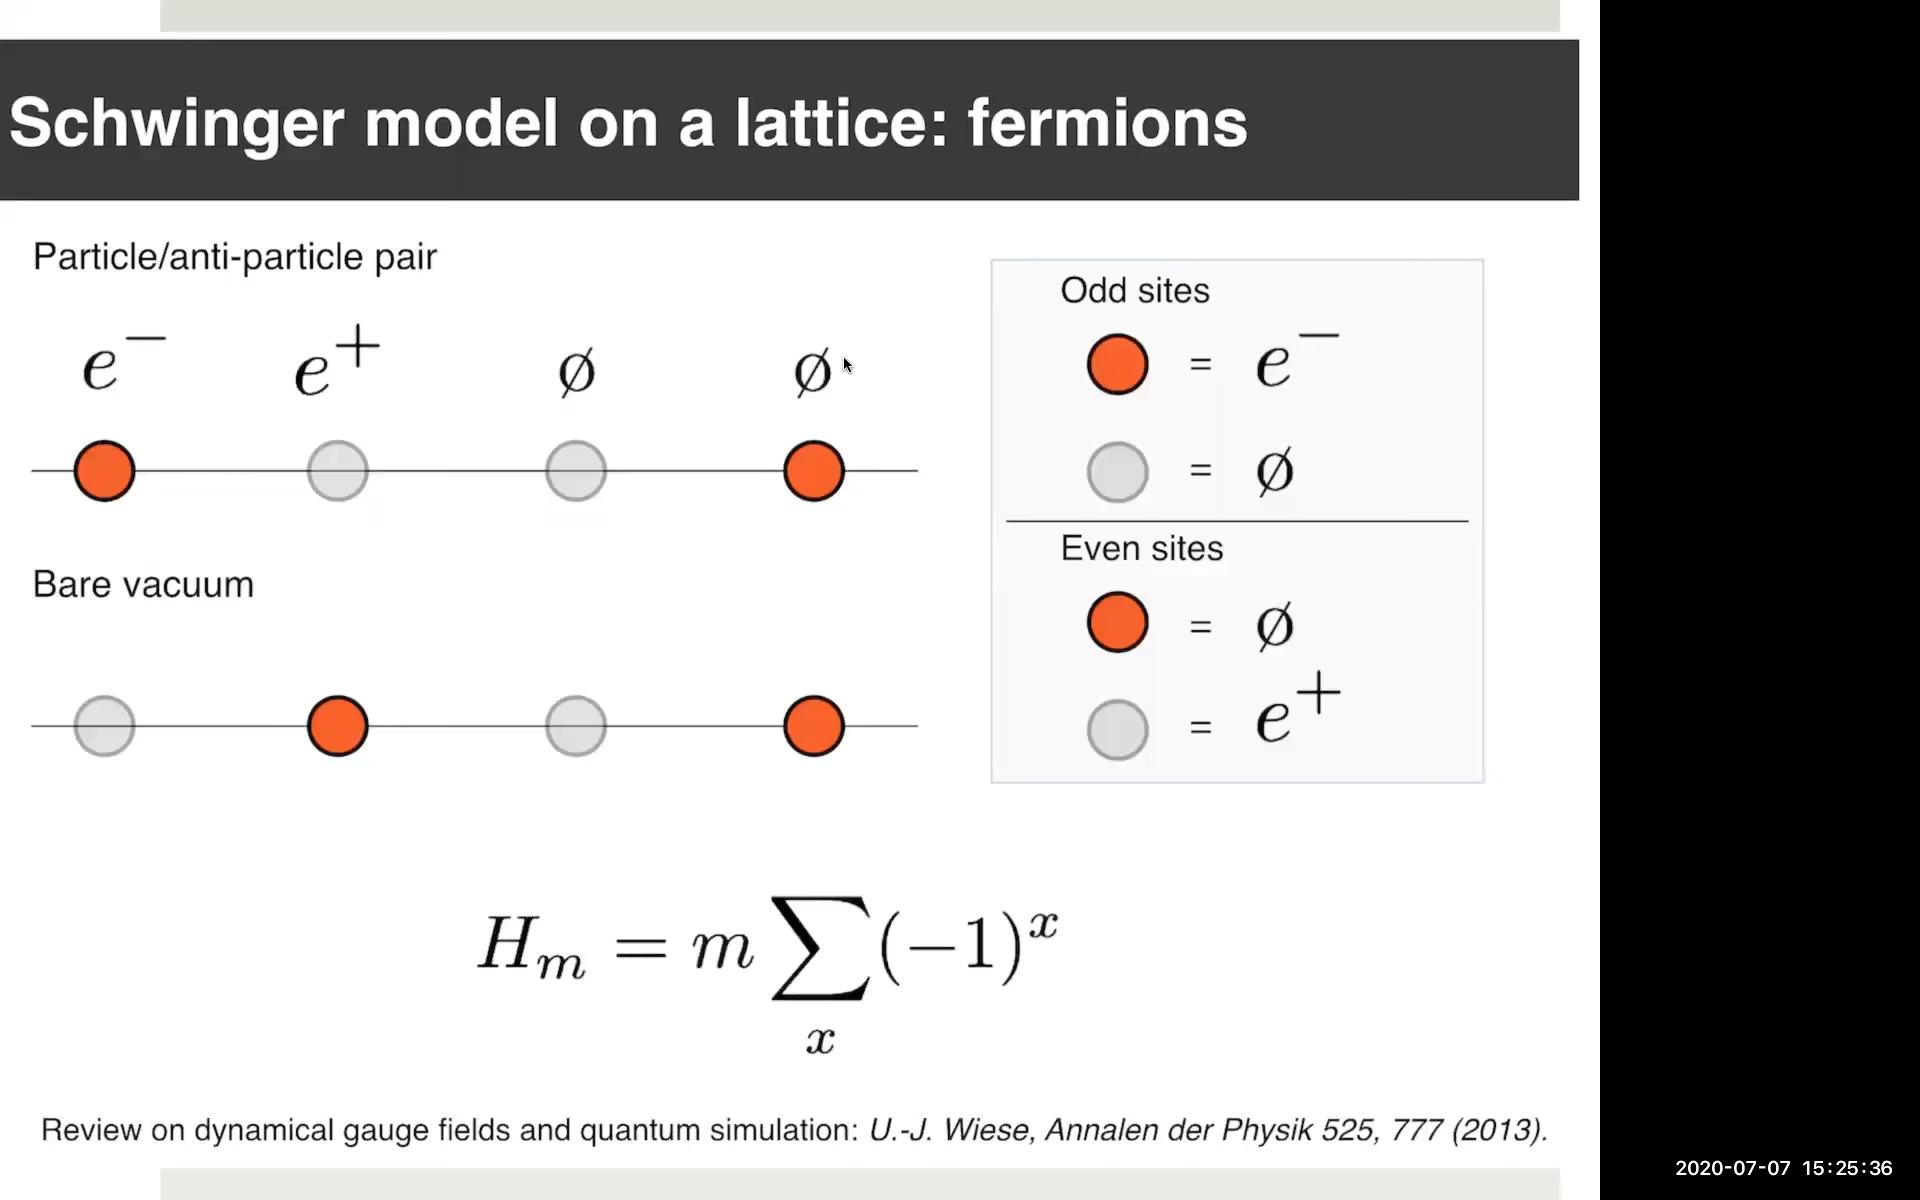 Schwinger model on a lattice: fermions
Particle/anti-particle pair
e⁻ e⁺ ∅ ∅
Bare vacuum
Odd sites
= e⁻
= ∅
Even sites
= ∅
= e⁺
H_m = m ∑_x (−1)^x
Review on dynamical gauge fields and quantum simulation: U.-J. Wiese, Annalen der Physik 525, 777 (2013).
2020-07-07 15:25:36